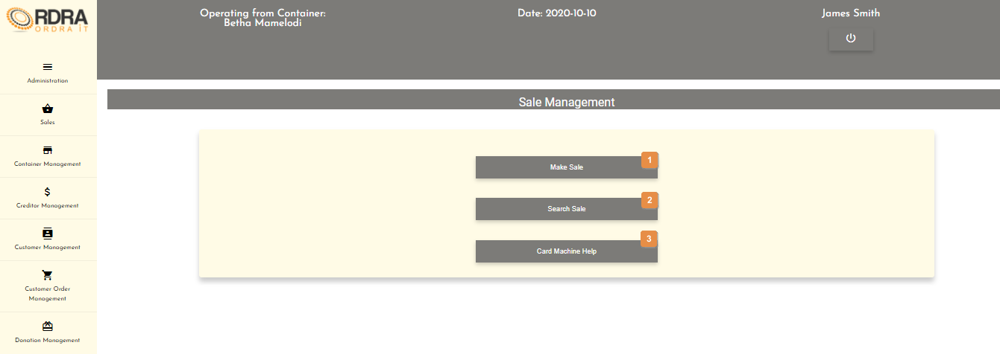 RDRA
ORDRA IT
Operating from Container:
Betha Mamelodi
Date: 2020-10-10
James Smith
Administration
Sales
Container Management
Creditor Management
Customer Management
Customer Order
Management
Donation Management
Sale Management
1
Make Sale
2
Search Sale
3
Card Machine Help